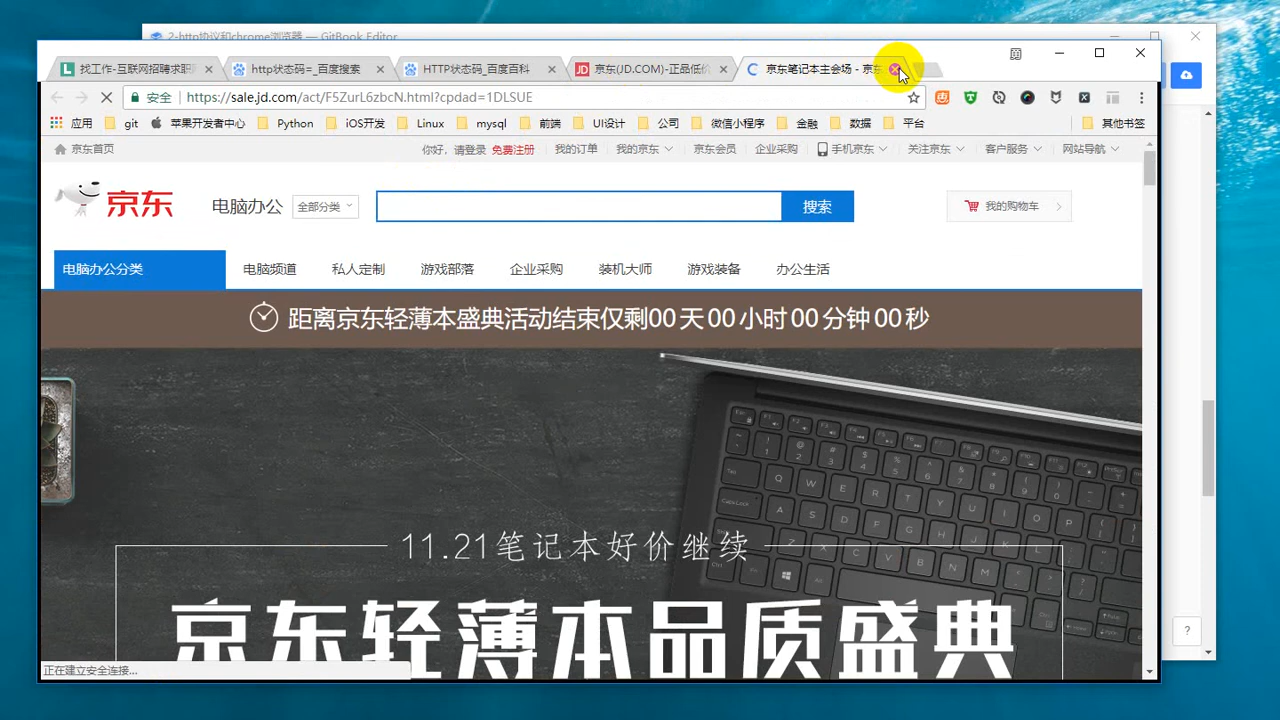 2-http协议和chrome浏览器 — GitBook Editor
找工作-互联网招聘求职
http状态码=_百度搜索
HTTP状态码_百度百科
京东(JD.COM)-正品低价
京东笔记本主会场 - 京东
安全 https://sale.jd.com/act/F5ZurL6zbcN.html?cpdad=1DLSUE
应用 git 苹果开发者中心 Python iOS开发 Linux mysql 前端 UI设计 公司 微信小程序 金融 数据 平台 其他书签
京东首页 你好，请登录 免费注册 我的订单 我的京东 京东会员 企业采购 手机京东 关注京东 客户服务 网站导航
京东 电脑办公 全部分类 搜索 我的购物车
电脑办公分类 电脑频道 私人定制 游戏部落 企业采购 装机大师 游戏装备 办公生活
距离京东轻薄本盛典活动结束仅剩00天00小时00分钟00秒
11.21笔记本好价继续
京东轻薄本品质盛典
正在建立安全连接...